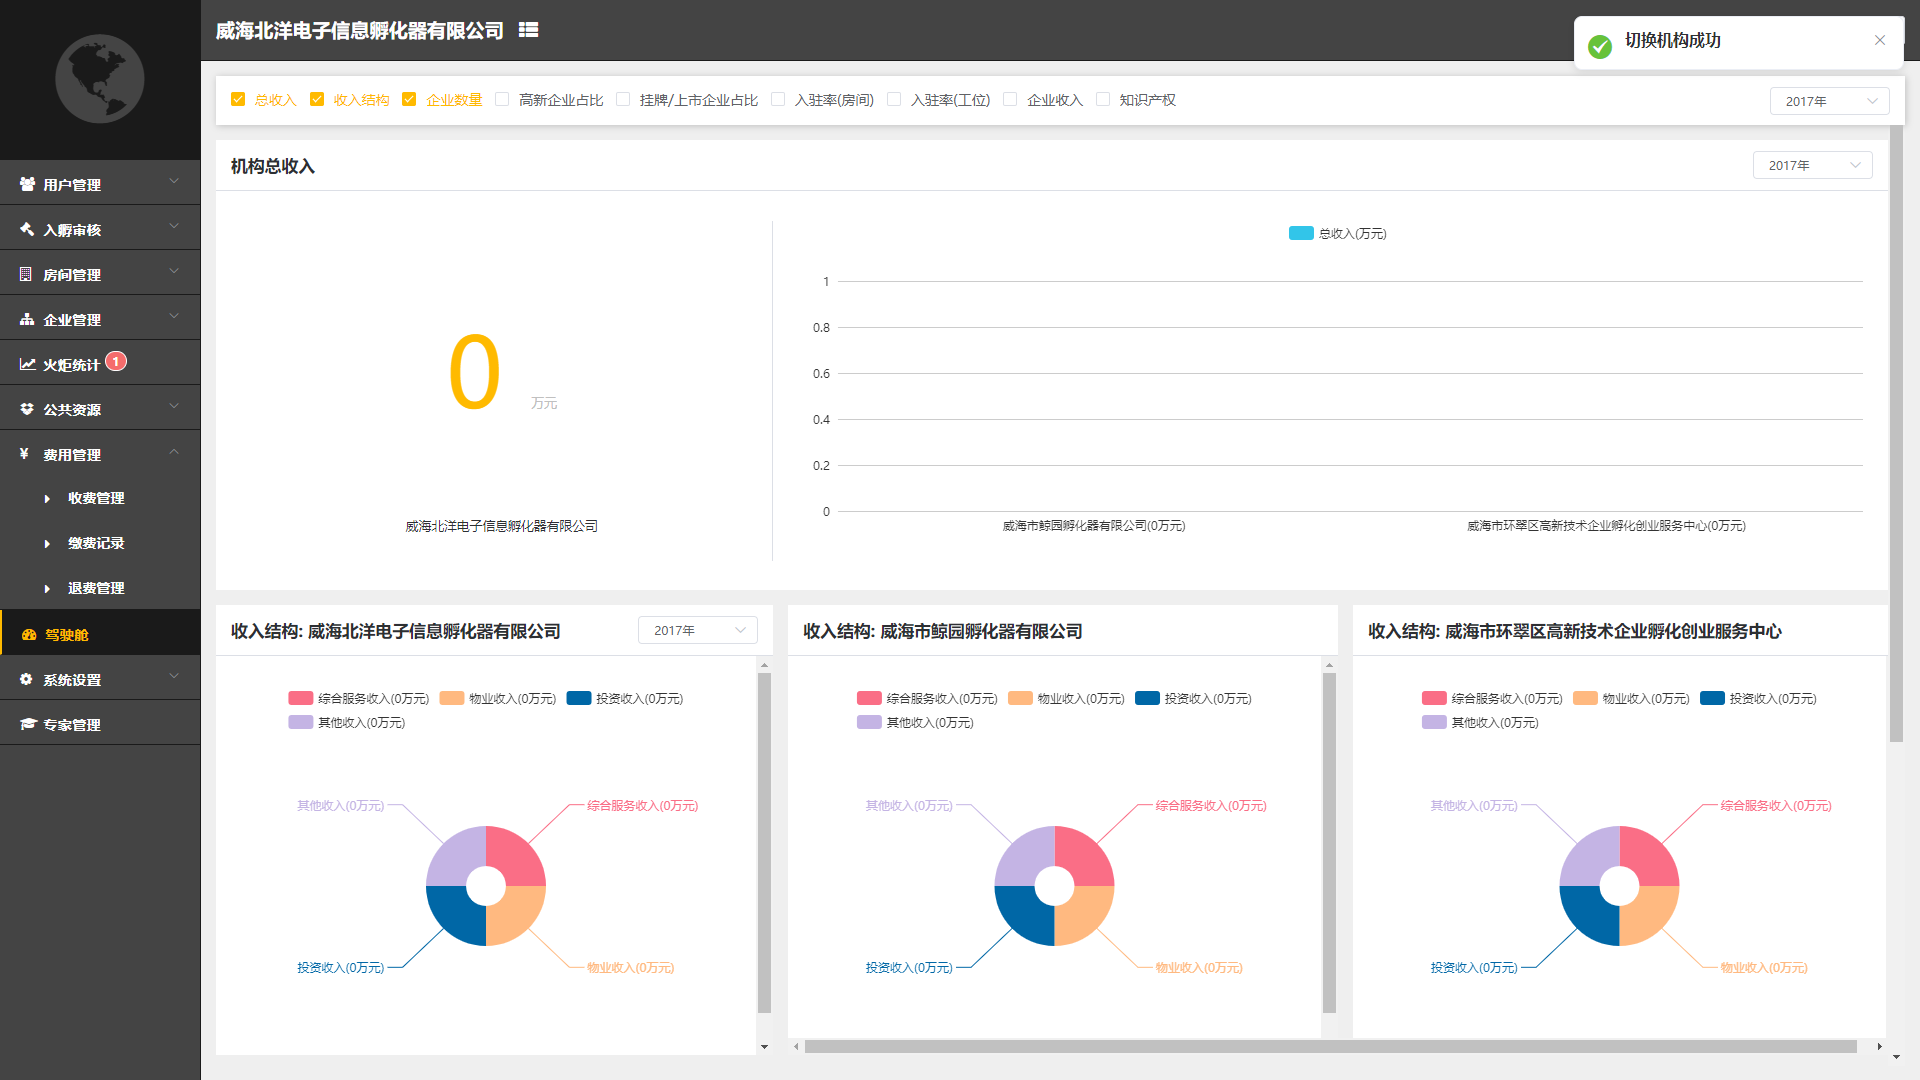 威海北洋电子信息孵化器有限公司
切换机构成功
总收入 收入结构 企业数量 高新企业占比 挂牌/上市企业占比 入驻率(房间) 入驻率(工位) 企业收入 知识产权 2017年
用户管理
入孵审核
房间管理
企业管理
火炬统计 1
公共资源
¥ 费用管理
收费管理
缴费记录
退费管理
驾驶舱
系统设置
专家管理
机构总收入 2017年
0 万元
威海北洋电子信息孵化器有限公司
总收入(万元)
1
0.8
0.6
0.4
0.2
0
威海市鲸园孵化器有限公司(0万元) 威海市环翠区高新技术企业孵化创业服务中心(0万元)
收入结构: 威海北洋电子信息孵化器有限公司 2017年
综合服务收入(0万元) 物业收入(0万元) 投资收入(0万元)
其他收入(0万元)
其他收入(0万元) 综合服务收入(0万元)
投资收入(0万元) 物业收入(0万元)
收入结构: 威海市鲸园孵化器有限公司
综合服务收入(0万元) 物业收入(0万元) 投资收入(0万元)
其他收入(0万元)
其他收入(0万元) 综合服务收入(0万元)
投资收入(0万元) 物业收入(0万元)
收入结构: 威海市环翠区高新技术企业孵化创业服务中心
综合服务收入(0万元) 物业收入(0万元) 投资收入(0万元)
其他收入(0万元)
其他收入(0万元) 综合服务收入(0万元)
投资收入(0万元) 物业收入(0万元)